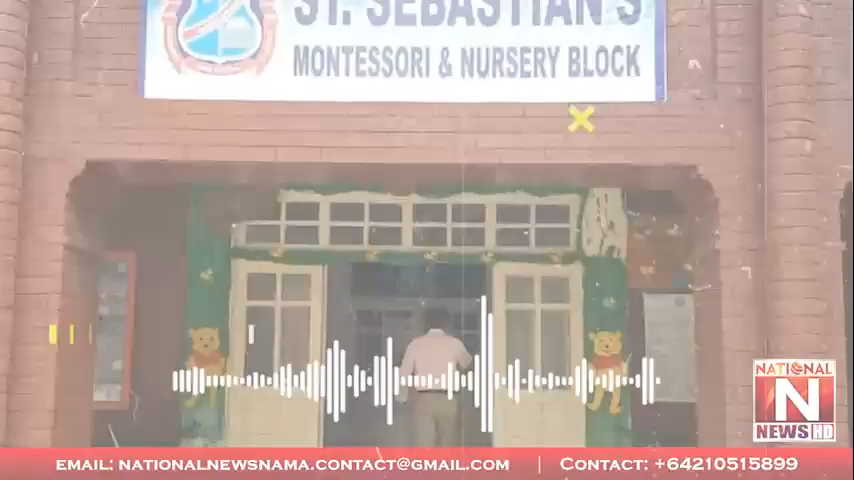 ST. SEBASTIAN'S
MONTESSORI & NURSERY BLOCK
NATIONAL
N
NEWS HD
EMAIL: NATIONALNEWSNAMA.CONTACT@GMAIL.COM | CONTACT: +64210515899